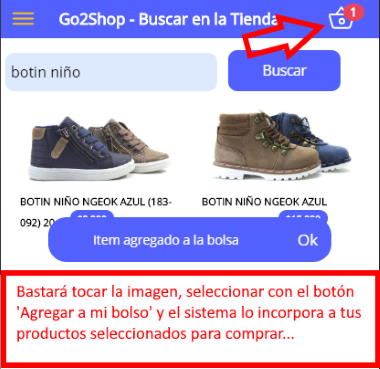 Go2Shop - Buscar en la Tienda
1
0
botin niño
Buscar
BOTIN NIÑO NGEOK AZUL (183-
092) 20
BOTIN NIÑO NGEOK AZUL
Item agregado a la bolsa
Ok
Bastará tocar la imagen, seleccionar con el botón
'Agregar a mi bolso' y el sistema lo incorpora a tus
productos seleccionados para comprar...